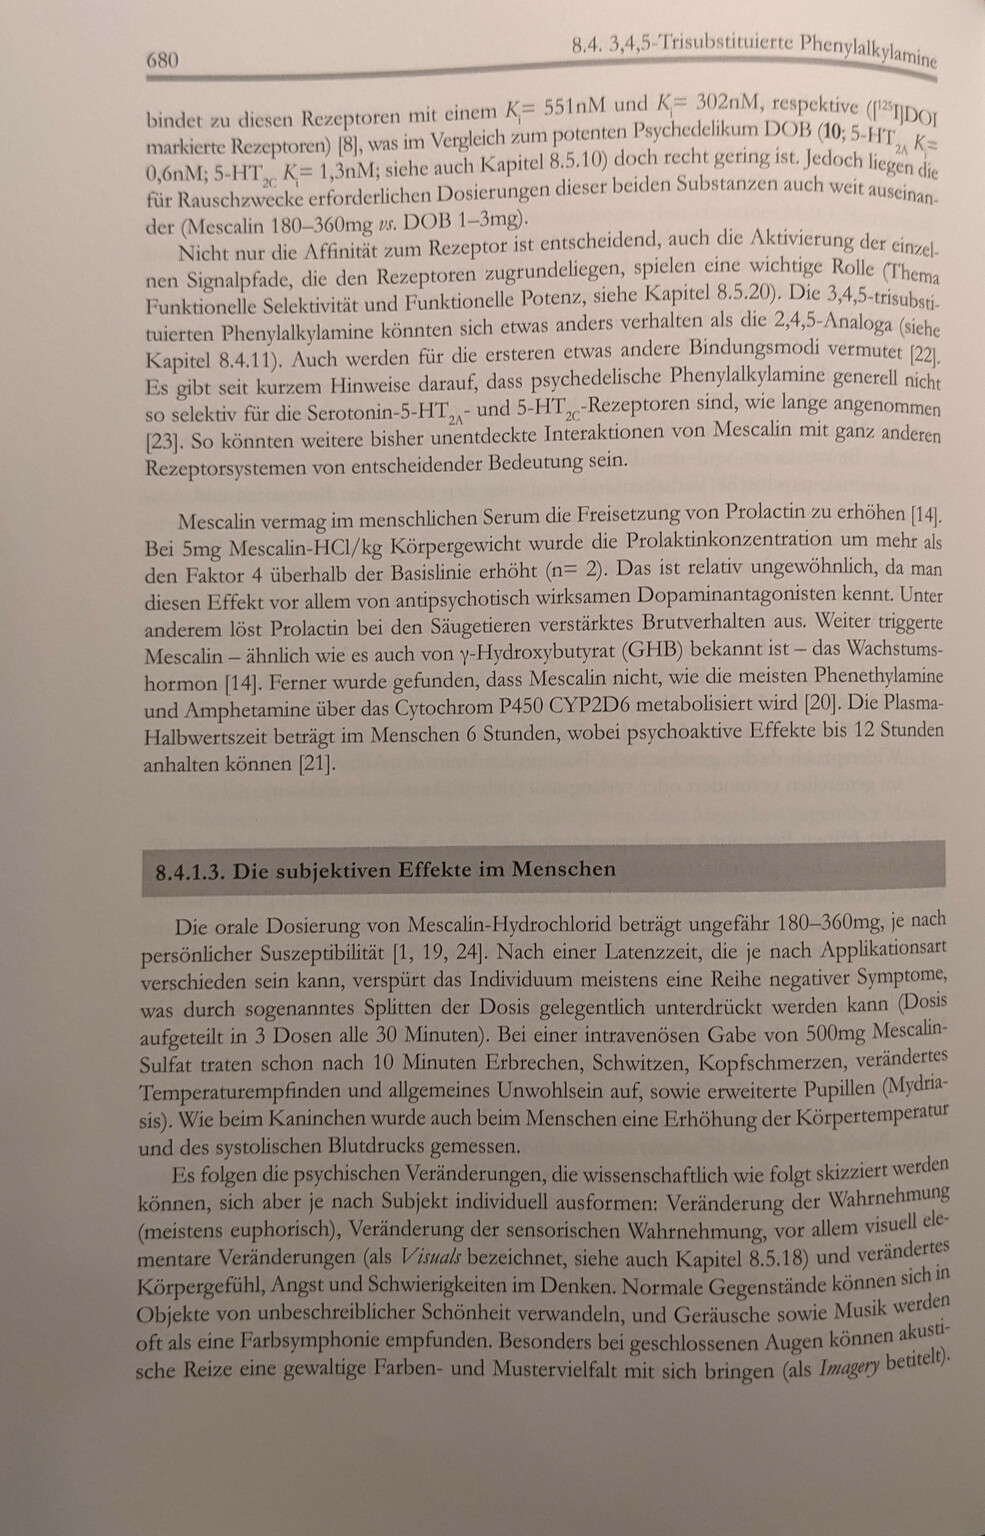 680
8.4. 3,4,5-Trisubstituierte Phenylalkylamine
bindet zu diesen Rezeptoren mit einem Ki= 551nM und Ki= 302nM, respektive ([125I]DOI
markierte Rezeptoren) [8], was im Vergleich zum potenten Psychedelikum DOB (10; 5-HT2A Ki=
0,6nM; 5-HT2C Ki= 1,3nM; siehe auch Kapitel 8.5.10) doch recht gering ist. Jedoch liegen die
für Rauschzwecke erforderlichen Dosierungen dieser beiden Substanzen auch weit auseinan-
der (Mescalin 180–360mg vs. DOB 1–3mg).
Nicht nur die Affinität zum Rezeptor ist entscheidend, auch die Aktivierung der einzel-
nen Signalpfade, die den Rezeptoren zugrundeliegen, spielen eine wichtige Rolle (Thema
Funktionelle Selektivität und Funktionelle Potenz, siehe Kapitel 8.5.20). Die 3,4,5-trisubsti-
tuierten Phenylalkylamine könnten sich etwas anders verhalten als die 2,4,5-Analoga (siehe
Kapitel 8.4.11). Auch werden für die ersteren etwas andere Bindungsmodi vermutet [22].
Es gibt seit kurzem Hinweise darauf, dass psychedelische Phenylalkylamine generell nicht
so selektiv für die Serotonin-5-HT2A- und 5-HT2C-Rezeptoren sind, wie lange angenommen
[23]. So könnten weitere bisher unentdeckte Interaktionen von Mescalin mit ganz anderen
Rezeptorsystemen von entscheidender Bedeutung sein.
Mescalin vermag im menschlichen Serum die Freisetzung von Prolactin zu erhöhen [14].
Bei 5mg Mescalin-HCl/kg Körpergewicht wurde die Prolaktinkonzentration um mehr als
den Faktor 4 überhalb der Basislinie erhöht (n= 2). Das ist relativ ungewöhnlich, da man
diesen Effekt vor allem von antipsychotisch wirksamen Dopaminantagonisten kennt. Unter
anderem löst Prolactin bei den Säugetieren verstärktes Brutverhalten aus. Weiter triggerte
Mescalin – ähnlich wie es auch von γ-Hydroxybutyrat (GHB) bekannt ist – das Wachstums-
hormon [14]. Ferner wurde gefunden, dass Mescalin nicht, wie die meisten Phenethylamine
und Amphetamine über das Cytochrom P450 CYP2D6 metabolisiert wird [20]. Die Plasma-
Halbwertszeit beträgt im Menschen 6 Stunden, wobei psychoaktive Effekte bis 12 Stunden
anhalten können [21].
8.4.1.3. Die subjektiven Effekte im Menschen
Die orale Dosierung von Mescalin-Hydrochlorid beträgt ungefähr 180–360mg, je nach
persönlicher Suszeptibilität [1, 19, 24]. Nach einer Latenzzeit, die je nach Applikationsart
verschieden sein kann, verspürt das Individuum meistens eine Reihe negativer Symptome,
was durch sogenanntes Splitten der Dosis gelegentlich unterdrückt werden kann (Dosis
aufgeteilt in 3 Dosen alle 30 Minuten). Bei einer intravenösen Gabe von 500mg Mescalin-
Sulfat traten schon nach 10 Minuten Erbrechen, Schwitzen, Kopfschmerzen, verändertes
Temperaturempfinden und allgemeines Unwohlsein auf, sowie erweiterte Pupillen (Mydria-
sis). Wie beim Kaninchen wurde auch beim Menschen eine Erhöhung der Körpertemperatur
und des systolischen Blutdrucks gemessen.
Es folgen die psychischen Veränderungen, die wissenschaftlich wie folgt skizziert werden
können, sich aber je nach Subjekt individuell ausformen: Veränderung der Wahrnehmung
(meistens euphorisch), Veränderung der sensorischen Wahrnehmung, vor allem visuell ele-
mentare Veränderungen (als Visuals bezeichnet, siehe auch Kapitel 8.5.18) und verändertes
Körpergefühl, Angst und Schwierigkeiten im Denken. Normale Gegenstände können sich in
Objekte von unbeschreiblicher Schönheit verwandeln, und Geräusche sowie Musik werden
oft als eine Farbsymphonie empfunden. Besonders bei geschlossenen Augen können akusti-
sche Reize eine gewaltige Farben- und Mustervielfalt mit sich bringen (als Imagery betitelt).